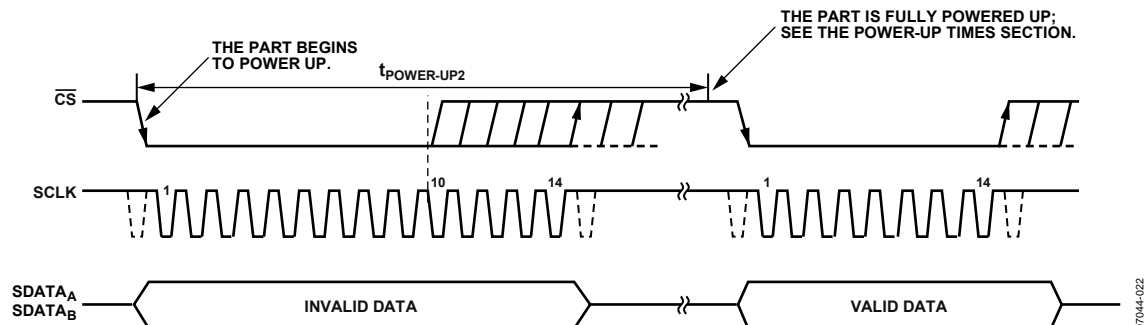 THE PART IS FULLY POWERED UP;
SEE THE POWER-UP TIMES SECTION.
THE PART BEGINS
TO POWER UP.
tPOWER-UP2
CS
SCLK
1
10
14
1
14
SDATAA
SDATAB
INVALID DATA
VALID DATA
07044-022